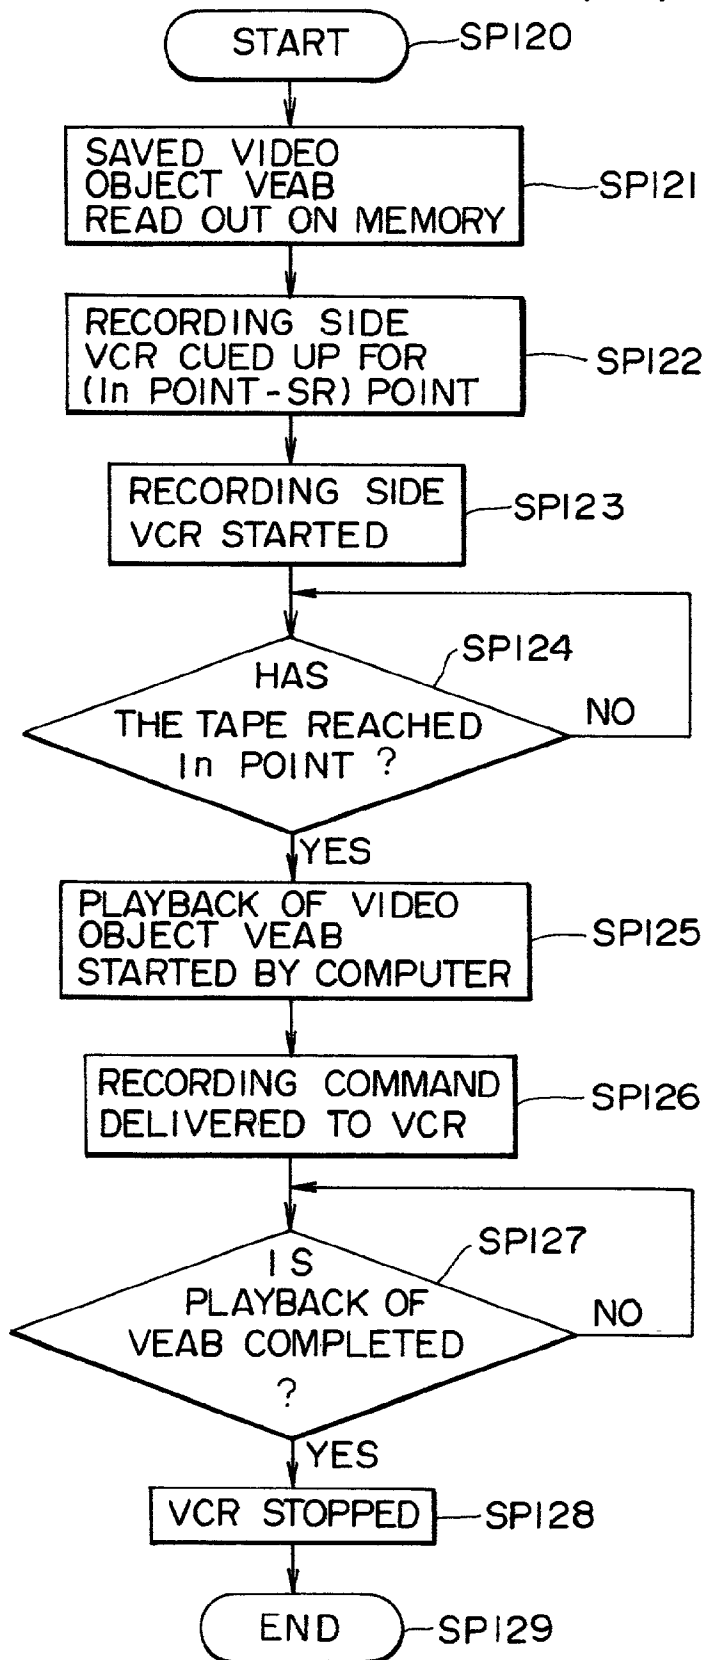 START
SP120
SAVED VIDEO
OBJECT VEAB
READ OUT ON MEMORY
SP121
RECORDING SIDE
VCR CUED UP FOR
(In POINT-SR) POINT
SP122
RECORDING SIDE
VCR STARTED
SP123
SP124
HAS
THE TAPE REACHED
In POINT ?
NO
YES
PLAYBACK OF VIDEO
OBJECT VEAB
STARTED BY COMPUTER
SP125
RECORDING COMMAND
DELIVERED TO VCR
SP126
SP127
IS
PLAYBACK OF
VEAB COMPLETED
?
NO
YES
VCR STOPPED
SP128
END
SP129